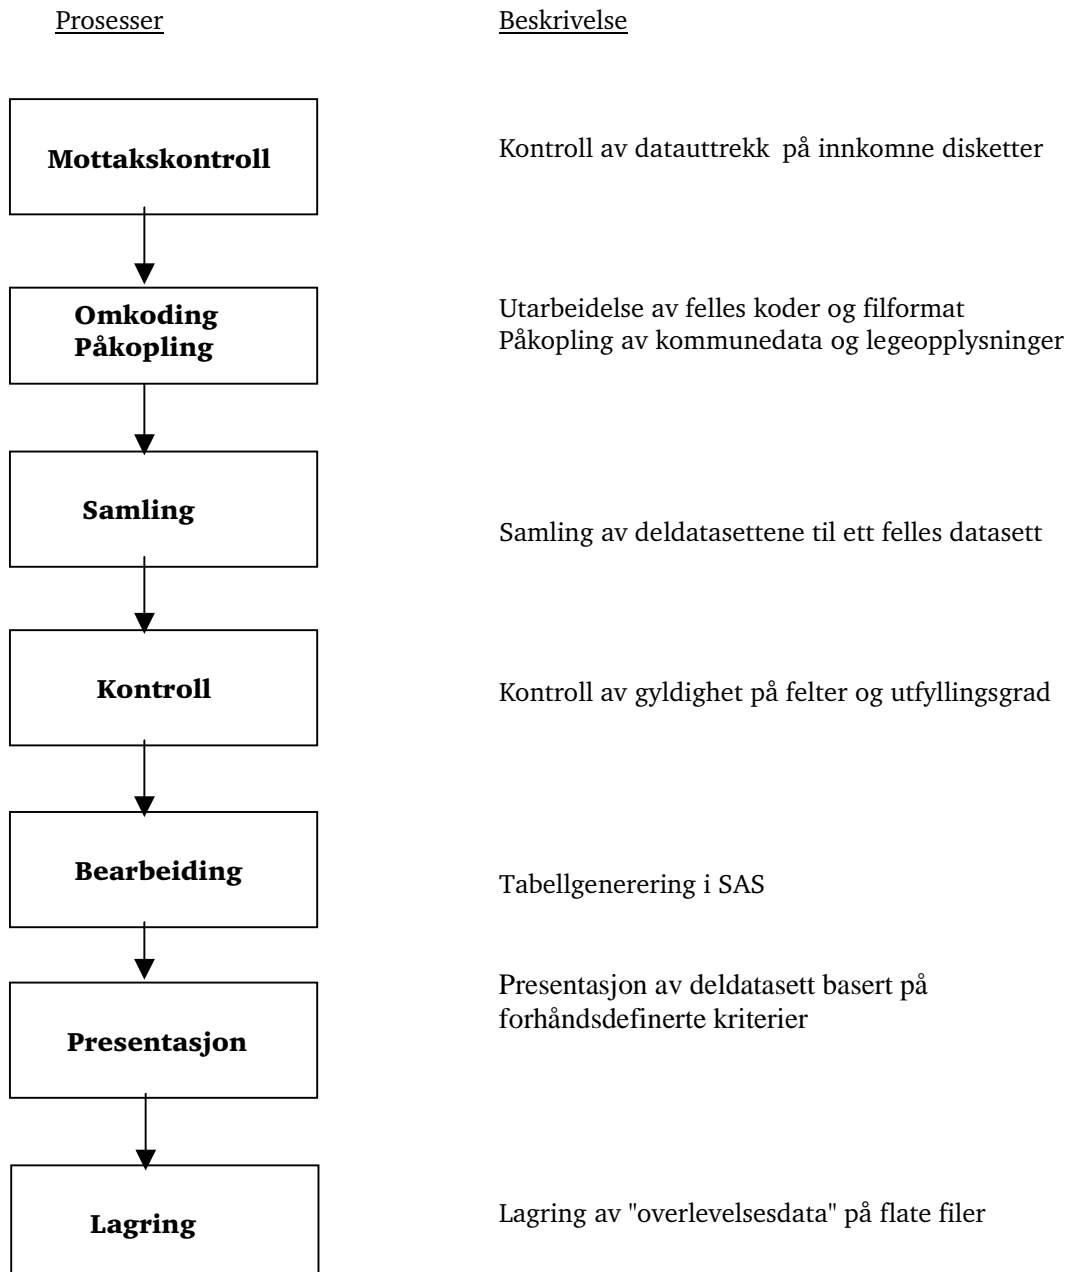 Prosesser
Beskrivelse
Mottakskontroll
Kontroll av datauttrekk på innkomne disketter
Omkoding
Påkopling
Utarbeidelse av felles koder og filformat
Påkopling av kommunedata og legeopplysninger
Samling
Samling av deldatasettene til ett felles datasett
Kontroll
Kontroll av gyldighet på felter og utfyllingsgrad
Bearbeiding
Tabellgenerering i SAS
Presentasjon
Presentasjon av deldatasett basert på
forhåndsdefinerte kriterier
Lagring
Lagring av "overlevelsesdata" på flate filer